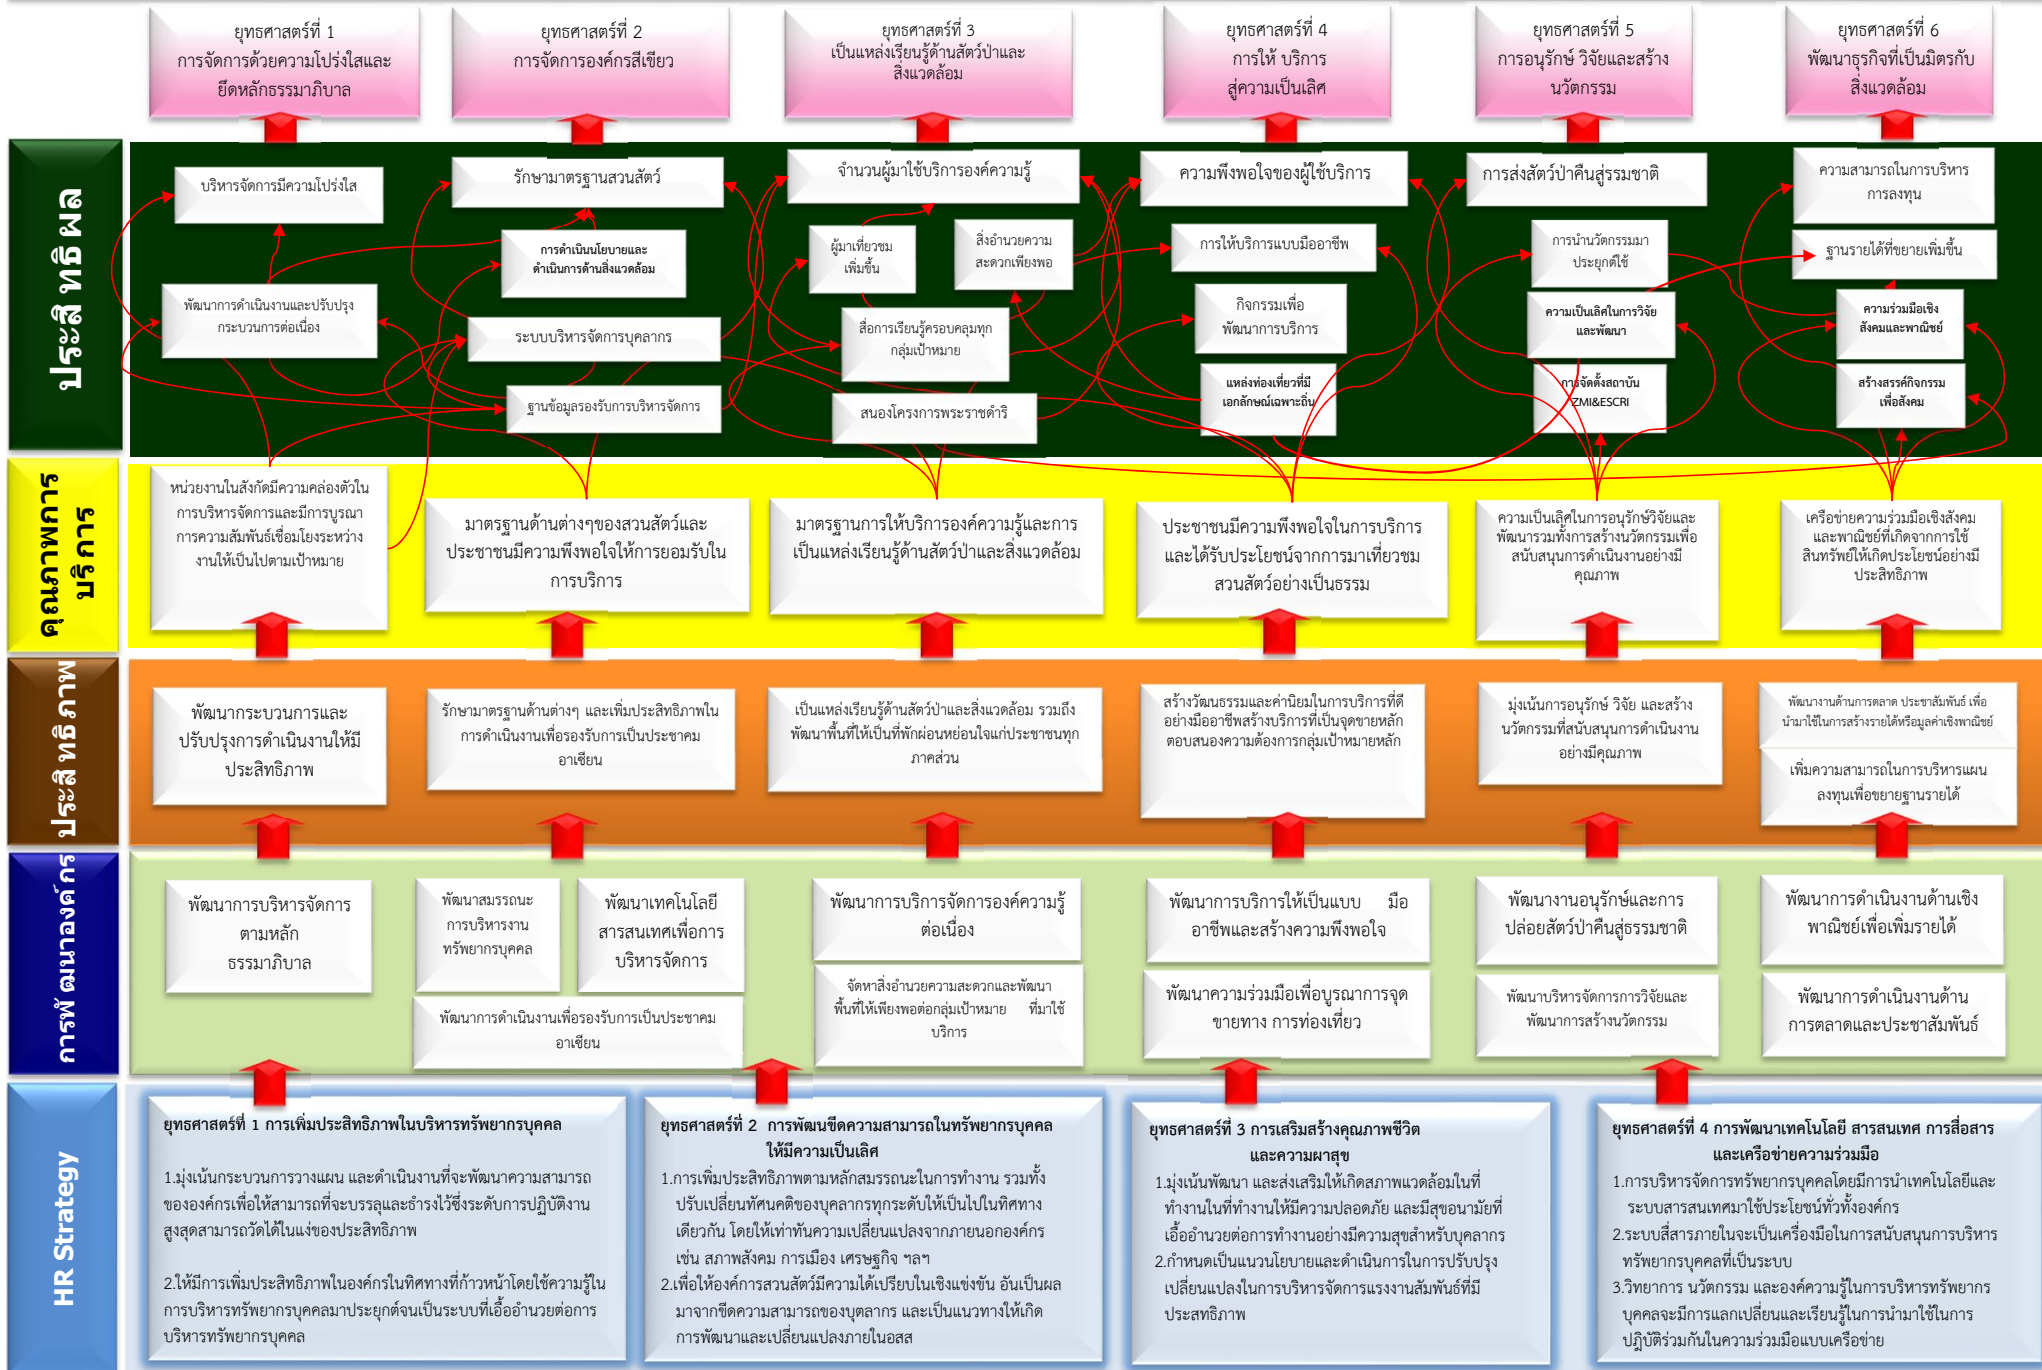 ยุทธศาสตร์ที่ 1
การจัดการด้วยความโปร่งใสและ
ยึดหลักธรรมาภิบาล
ยุทธศาสตร์ที่ 2
การจัดการองค์กรสีเขียว
ยุทธศาสตร์ที่ 3
เป็นแหล่งเรียนรู้ด้านสัตว์ป่าและ
สิ่งแวดล้อม
ยุทธศาสตร์ที่ 4
การให้ บริการ
สู่ความเป็นเลิศ
ยุทธศาสตร์ที่ 5
การอนุรักษ์ วิจัยและสร้าง
นวัตกรรม
ยุทธศาสตร์ที่ 6
พัฒนาธุรกิจที่เป็นมิตรกับ
สิ่งแวดล้อม
ประสิทธิผล
บริหารจัดการมีความโปร่งใส
พัฒนาการดำเนินงานและปรับปรุง
กระบวนการต่อเนื่อง
รักษามาตรฐานสวนสัตว์
การดำเนินนโยบายและ
ดำเนินการด้านสิ่งแวดล้อม
ระบบบริหารจัดการบุคลากร
ฐานข้อมูลรองรับการบริหารจัดการ
จำนวนผู้มาใช้บริการองค์ความรู้
ผู้มาเที่ยวชม
เพิ่มขึ้น
สิ่งอำนวยความ
สะดวกเพียงพอ
สื่อการเรียนรู้ครอบคลุมทุก
กลุ่มเป้าหมาย
สนองโครงการพระราชดำริ
ความพึงพอใจของผู้ใช้บริการ
การให้บริการแบบมืออาชีพ
กิจกรรมเพื่อ
พัฒนาการบริการ
แหล่งท่องเที่ยวที่มี
เอกลักษณ์เฉพาะถิ่น
การส่งสัตว์ป่าคืนสู่รรมชาติ
การนำนวัตกรรมมา
ประยุกต์ใช้
ความเป็นเลิศในการวิจัย
และพัฒนา
การจัดตั้งสถาบัน
ZMI&ESCRI
ความสามารถในการบริหาร
การลงทุน
ฐานรายได้ที่ขยายเพิ่มขึ้น
ความร่วมมือเชิง
สังคมและพาณิชย์
สร้างสรรค์กิจกรรม
เพื่อสังคม
คุณภาพการ
บริการ
หน่วยงานในสังกัดมีความคล่องตัวใน
การบริหารจัดการและมีการบูรณา
การความสัมพันธ์เชื่อมโยงระหว่าง
งานให้เป็นไปตามเป้าหมาย
มาตรฐานด้านต่างๆของสวนสัตว์และ
ประชาชนมีความพึงพอใจให้การยอมรับใน
การบริการ
มาตรฐานการให้บริการองค์ความรู้และการ
เป็นแหล่งเรียนรู้ด้านสัตว์ป่าและสิ่งแวดล้อม
ประชาชนมีความพึงพอใจในการบริการ
และได้รับประโยชน์จากการมาเที่ยวชม
สวนสัตว์อย่างเป็นธรรม
ความเป็นเลิศในการอนุรักษ์วิจัยและ
พัฒนารวมทั้งการสร้างนวัตกรรมเพื่อ
สนับสนุนการดำเนินงานอย่างมี
คุณภาพ
เครือข่ายความร่วมมือเชิงสังคม
และพาณิชย์ที่เกิดจากการใช้
สินทรัพย์ให้เกิดประโยชน์อย่างมี
ประสิทธิภาพ
ประสิทธิภาพ
พัฒนากระบวนการและ
ปรับปรุงการดำเนินงานให้มี
ประสิทธิภาพ
รักษามาตรฐานด้านต่างๆ และเพิ่มประสิทธิภาพใน
การดำเนินงานเพื่อรองรับการเป็นประชาคม
อาเซียน
เป็นแหล่งเรียนรู้ด้านสัตว์ป่าและสิ่งแวดล้อม รวมถึง
พัฒนาพื้นที่ให้เป็นที่พักผ่อนหย่อนใจแก่ประชาชนทุก
ภาคส่วน
สร้างวัฒนธรรมและค่านิยมในการบริการที่ดี
อย่างมืออาชีพสร้างบริการที่เป็นจุดขายหลัก
ตอบสนองความต้องการกลุ่มเป้าหมายหลัก
มุ่งเน้นการอนุรักษ์ วิจัย และสร้าง
นวัตกรรมที่สนับสนุนการดำเนินงาน
อย่างมีคุณภาพ
พัฒนางานด้านการตลาด ประชาสัมพันธ์ เพื่อ
นำมาใช้ในการสร้างรายได้หรือมูลค่าเชิงพาณิชย์
เพิ่มความสามารถในการบริหารแผน
ลงทุนเพื่อขยายฐานรายได้
การพัฒนาองค์กร
พัฒนาการบริหารจัดการ
ตามหลัก
ธรรมาภิบาล
พัฒนาสมรรถนะ
การบริหารงาน
ทรัพยากรบุคคล
พัฒนาเทคโนโลยี
สารสนเทศเพื่อการ
บริหารจัดการ
พัฒนาการดำเนินงานเพื่อรองรับการเป็นประชาคม
อาเซียน
พัฒนาการบริการจัดการองค์ความรู้
ต่อเนื่อง
จัดหาสิ่งอำนวยความสะดวกและพัฒนา
พื้นที่ให้เพียงพอต่อกลุ่มเป้าหมาย ที่มาใช้
บริการ
พัฒนาการบริการให้เป็นแบบ มือ
อาชีพและสร้างความพึงพอใจ
พัฒนาความร่วมมือเพื่อบูรณาการจุด
ขายทาง การท่องเที่ยว
พัฒนางานอนุรักษ์และการ
ปล่อยสัตว์ป่าคืนสู่ธรรมชาติ
พัฒนาบริหารจัดการการวิจัยและ
พัฒนาการสร้างนวัตกรรม
พัฒนาการดำเนินงานด้านเชิง
พาณิชย์เพื่อเพิ่มรายได้
พัฒนาการดำเนินงานด้าน
การตลาดและประชาสัมพันธ์
HR Strategy
ยุทธศาสตร์ที่ 1 การเพิ่มประสิทธิภาพในบริหารทรัพยากรบุคคล
1.มุ่งเน้นกระบวนการวางแผน และดำเนินงานที่จะพัฒนาความสามารถ
ขององค์กรเพื่อให้สามารถที่จะบรรลุและธำรงไว้ซึ่งระดับการปฏิบัติงาน
สูงสุดสามารถวัดได้ในแง่ของประสิทธิภาพ
2.ให้มีการเพิ่มประสิทธิภาพในองค์กรในทิศทางที่ก้าวหน้าโดยใช้ความรู้ใน
การบริหารทรัพยากรบุคคลมาประยุกต์จนเป็นระบบที่เอื้ออำนวยต่อการ
บริหารทรัพยากรบุคคล
ยุทธศาสตร์ที่ 2 การพัฒนขีดความสามารถในทรัพยากรบุคคล
ให้มีความเป็นเลิศ
1.การเพิ่มประสิทธิภาพตามหลักสมรรถนะในการทำงาน รวมทั้ง
ปรับเปลี่ยนทัศนคติของบุคลากรทุกระดับให้เป็นไปในทิศทาง
เดียวกัน โดยให้เท่าทันความเปลี่ยนแปลงจากภายนอกองค์กร
เช่น สภาพสังคม การเมือง เศรษฐกิจ ฯลฯ
2.เพื่อให้องค์การสวนสัตว์มีความได้เปรียบในเชิงแข่งขัน อันเป็นผล
มาจากขีดความสามารถของบุคลากร และเป็นแนวทางให้เกิด
การพัฒนาและเปลี่ยนแปลงภายในอสส
ยุทธศาสตร์ที่ 3 การเสริมสร้างคุณภาพชีวิต
และความผาสุข
1.มุ่งเน้นพัฒนา และส่งเสริมให้เกิดสภาพแวดล้อมในที่
ทำงานในที่ทำงานให้มีความปลอดภัย และมีสุขอนามัยที่
เอื้ออำนวยต่อการทำงานอย่างมีความสุขสำหรับบุคลากร
2.กำหนดเป็นแนวนโยบายและดำเนินการในการปรับปรุง
เปลี่ยนแปลงในการบริหารจัดการแรงงานสัมพันธ์ที่มี
ประสทธิภาพ
ยุทธศาสตร์ที่ 4 การพัฒนาเทคโนโลยี สารสนเทศ การสื่อสาร
และเครือข่ายความร่วมมือ
1.การบริหารจัดการทรัพยากรบุคคลโดยมีการนำเทคโนโลยีและ
ระบบสารสนเทศมาใช้ประโยชน์ทั่วทั้งองค์กร
2.ระบบสื่สารภายในจะเป็นเครื่องมือในการสนับสนุนการบริหาร
ทรัพยากรบุคคลที่เป็นระบบ
3.วิทยาการ นวัตกรรม และองค์ความรู้ในการบริหารทรัพยากร
บุคคลจะมีการแลกเปลี่ยนและเรียนรู้ในการนำมาใช้ในการ
ปฎิบัติร่วมกันในความร่วมมือแบบเครือข่าย